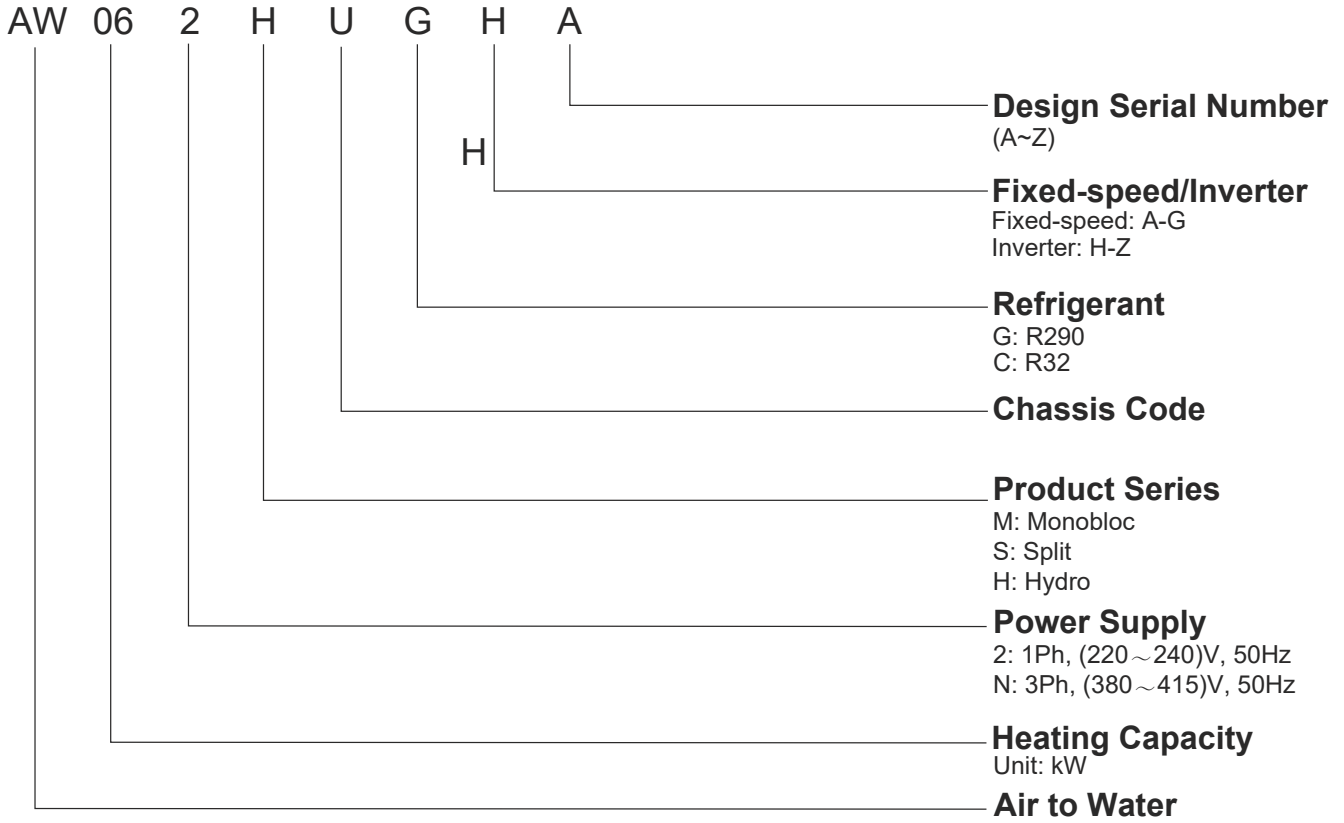 AW 06 2 H U G H A
Design Serial Number
(A~Z)
H
Fixed-speed/Inverter
Fixed-speed: A-G
Inverter: H-Z
Refrigerant
G: R290
C: R32
Chassis Code
Product Series
M: Monobloc
S: Split
H: Hydro
Power Supply
2: 1Ph, (220～240)V, 50Hz
N: 3Ph, (380～415)V, 50Hz
Heating Capacity
Unit: kW
Air to Water